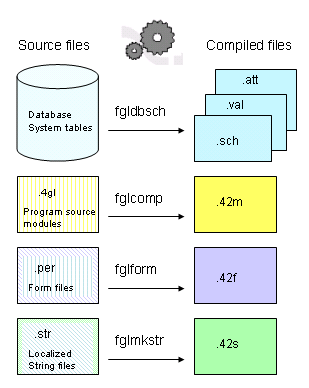 Source files
Compiled files
Database
System tables
fgldbsch
.att
.val
.sch
.4gl
Program source
modules
fglcomp
.42m
.per
Form files
fglform
.42f
.str
Localized
String files
fglmkstr
.42s